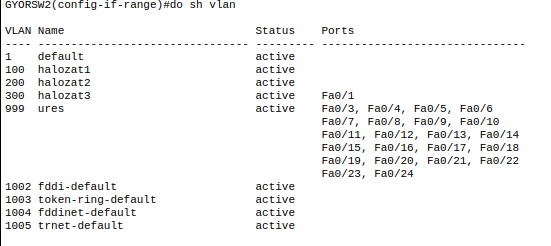 GYORSW2(config-if-range)#do sh vlan
VLAN Name                             Status    Ports
---- -------------------------------- --------- -------------------------------
1    default                          active
100  halozat1                         active
200  halozat2                         active
300  halozat3                         active    Fa0/1
999  ures                             active    Fa0/3, Fa0/4, Fa0/5, Fa0/6
                                                Fa0/7, Fa0/8, Fa0/9, Fa0/10
                                                Fa0/11, Fa0/12, Fa0/13, Fa0/14
                                                Fa0/15, Fa0/16, Fa0/17, Fa0/18
                                                Fa0/19, Fa0/20, Fa0/21, Fa0/22
                                                Fa0/23, Fa0/24
1002 fddi-default                     active
1003 token-ring-default               active
1004 fddinet-default                  active
1005 trnet-default                    active